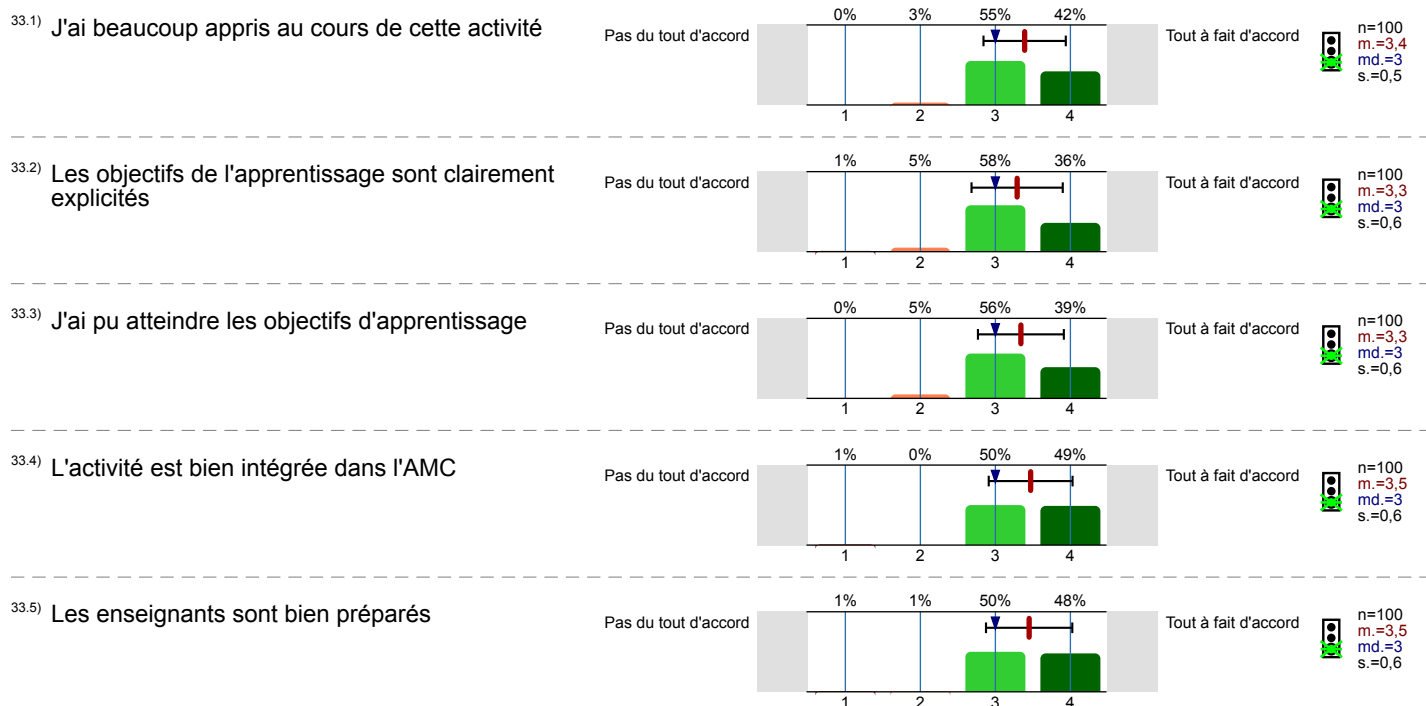 33.1) J'ai beaucoup appris au cours de cette activité
0% 3% 55% 42%
Pas du tout d'accord
Tout à fait d'accord
1 2 3 4
n=100
m.=3,4
md.=3
s.=0,5
33.2) Les objectifs de l'apprentissage sont clairement
explicités
1% 5% 58% 36%
Pas du tout d'accord
Tout à fait d'accord
1 2 3 4
n=100
m.=3,3
md.=3
s.=0,6
33.3) J'ai pu atteindre les objectifs d'apprentissage
0% 5% 56% 39%
Pas du tout d'accord
Tout à fait d'accord
1 2 3 4
n=100
m.=3,3
md.=3
s.=0,6
33.4) L'activité est bien intégrée dans l'AMC
1% 0% 50% 49%
Pas du tout d'accord
Tout à fait d'accord
1 2 3 4
n=100
m.=3,5
md.=3
s.=0,6
33.5) Les enseignants sont bien préparés
1% 1% 50% 48%
Pas du tout d'accord
Tout à fait d'accord
1 2 3 4
n=100
m.=3,5
md.=3
s.=0,6